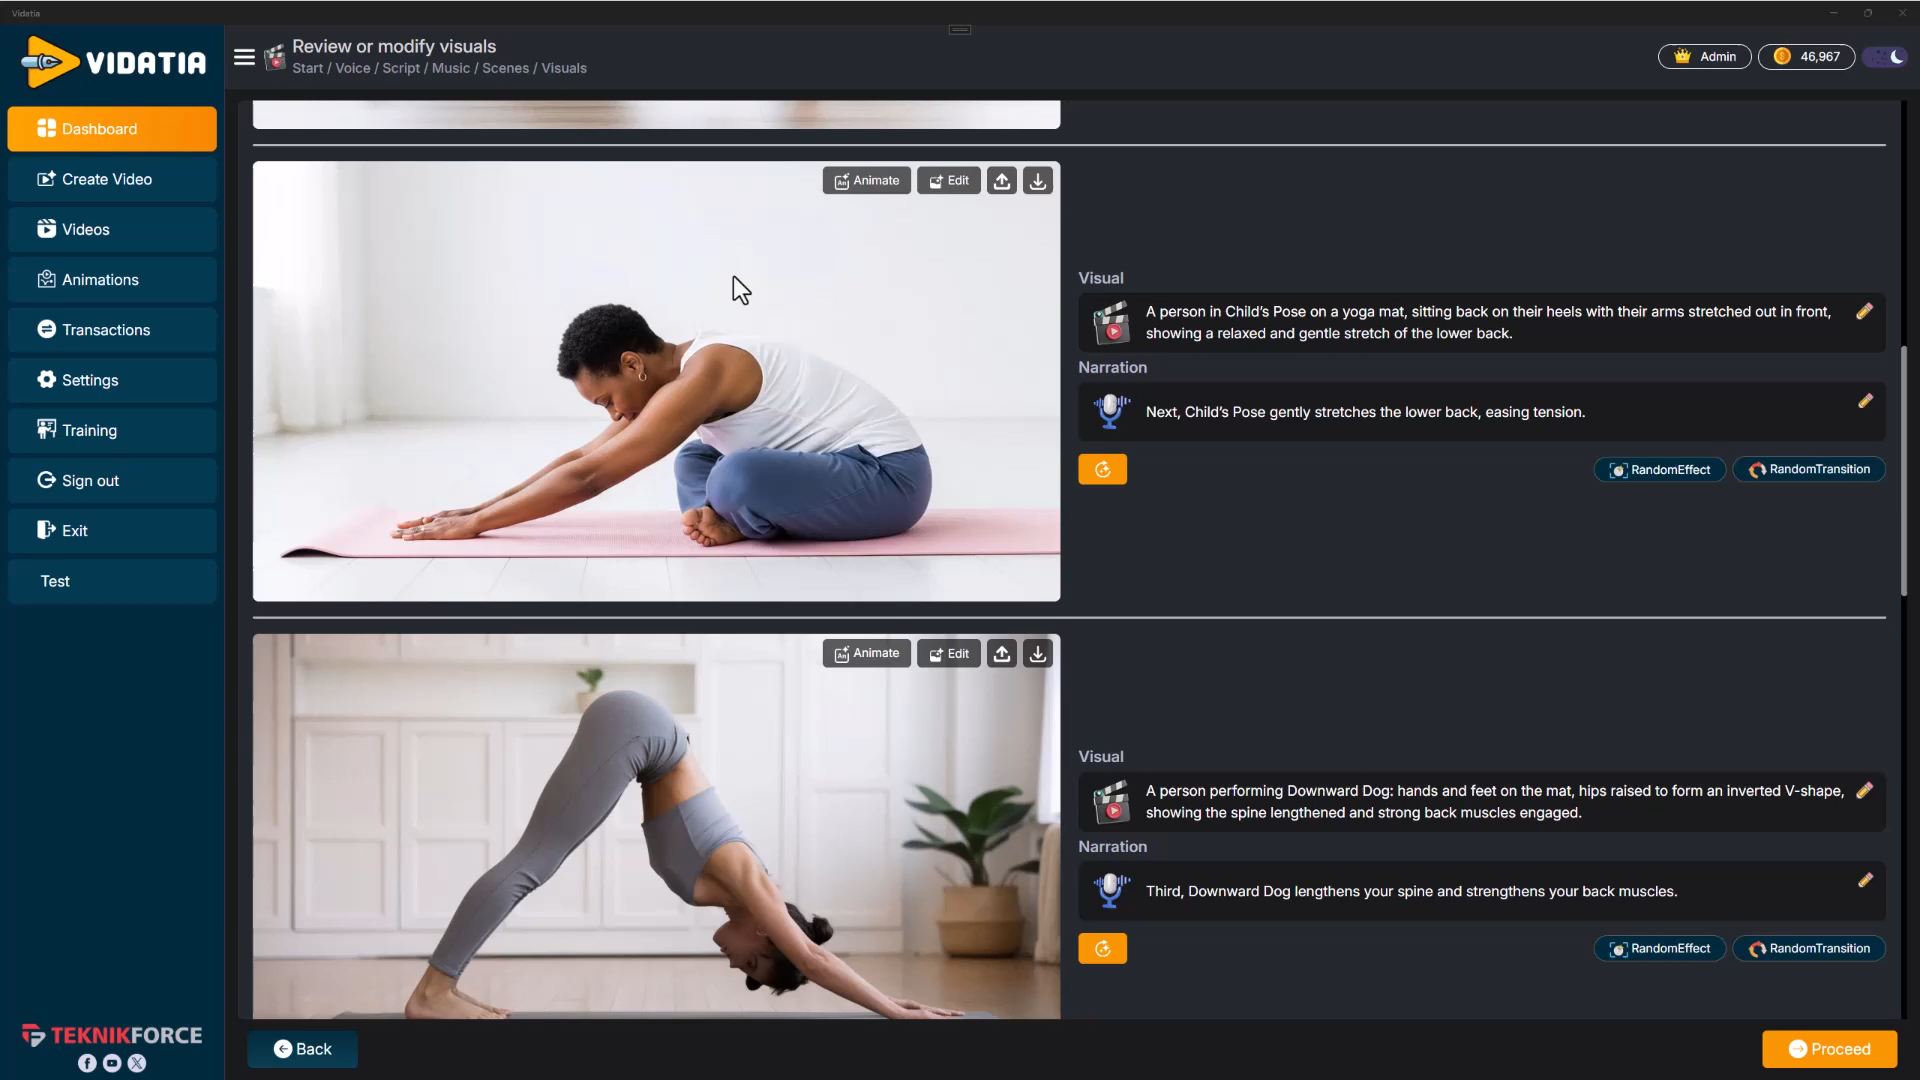 Vidatia
VIDATIA
Review or modify visuals
Start / Voice / Script / Music / Scenes / Visuals
Admin
46,967
Dashboard
Create Video
Videos
Animations
Transactions
Settings
Training
Sign out
Exit
Test
Animate
Edit
Visual
A person in Child's Pose on a yoga mat, sitting back on their heels with their arms stretched out in front,
showing a relaxed and gentle stretch of the lower back.
Narration
Next, Child's Pose gently stretches the lower back, easing tension.
RandomEffect
RandomTransition
Animate
Edit
Visual
A person performing Downward Dog: hands and feet on the mat, hips raised to form an inverted V-shape,
showing the spine lengthened and strong back muscles engaged.
Narration
Third, Downward Dog lengthens your spine and strengthens your back muscles.
RandomEffect
RandomTransition
TEKNIKFORCE
Back
Proceed